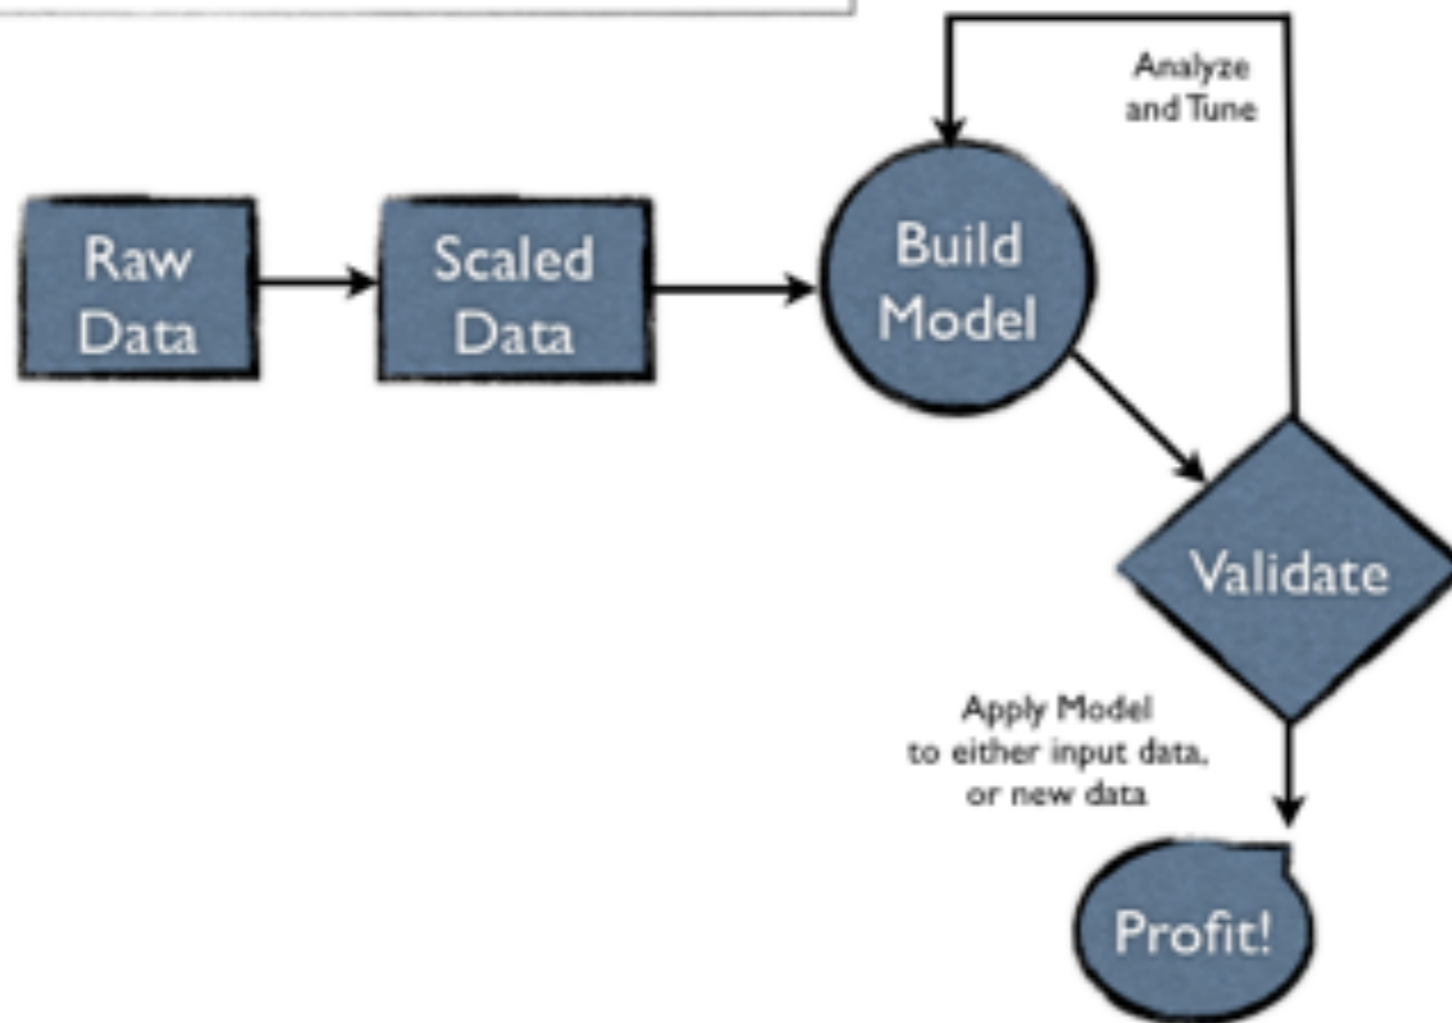 Analyze
and Tune
Raw
Data
Scaled
Data
Build
Model
Validate
Apply Model
to either input data,
or new data
Profit!